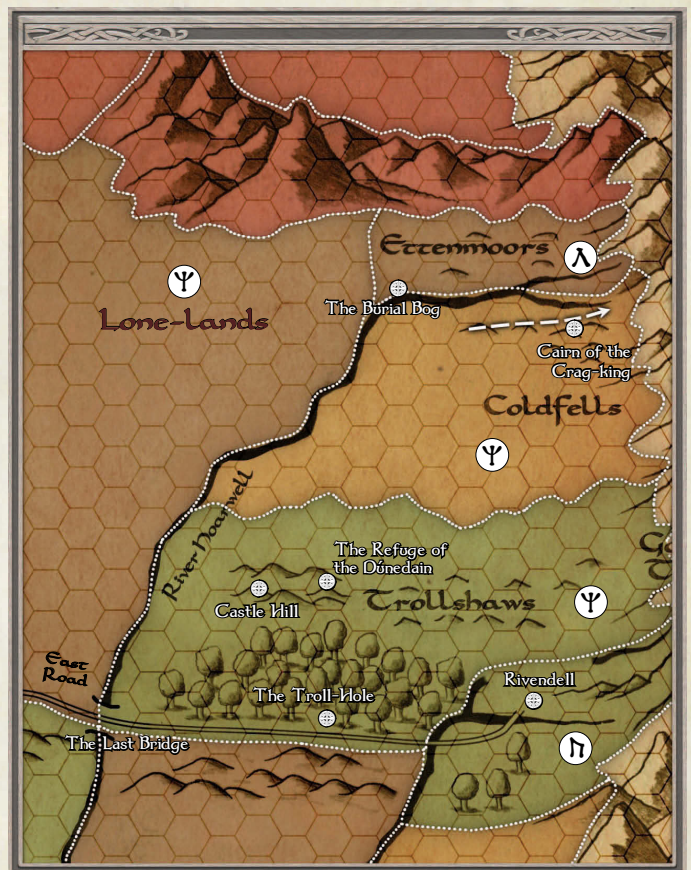 Ettenmoors
The Burial Bog
Lone-lands
Cairn of the
Crag-king
Coldfells
River Hoarwell
The Refuge of
the Dúnedain
Castle Hill
Trollshaws
East
Road
The Troll-Hole
Rivendell
The Last Bridge